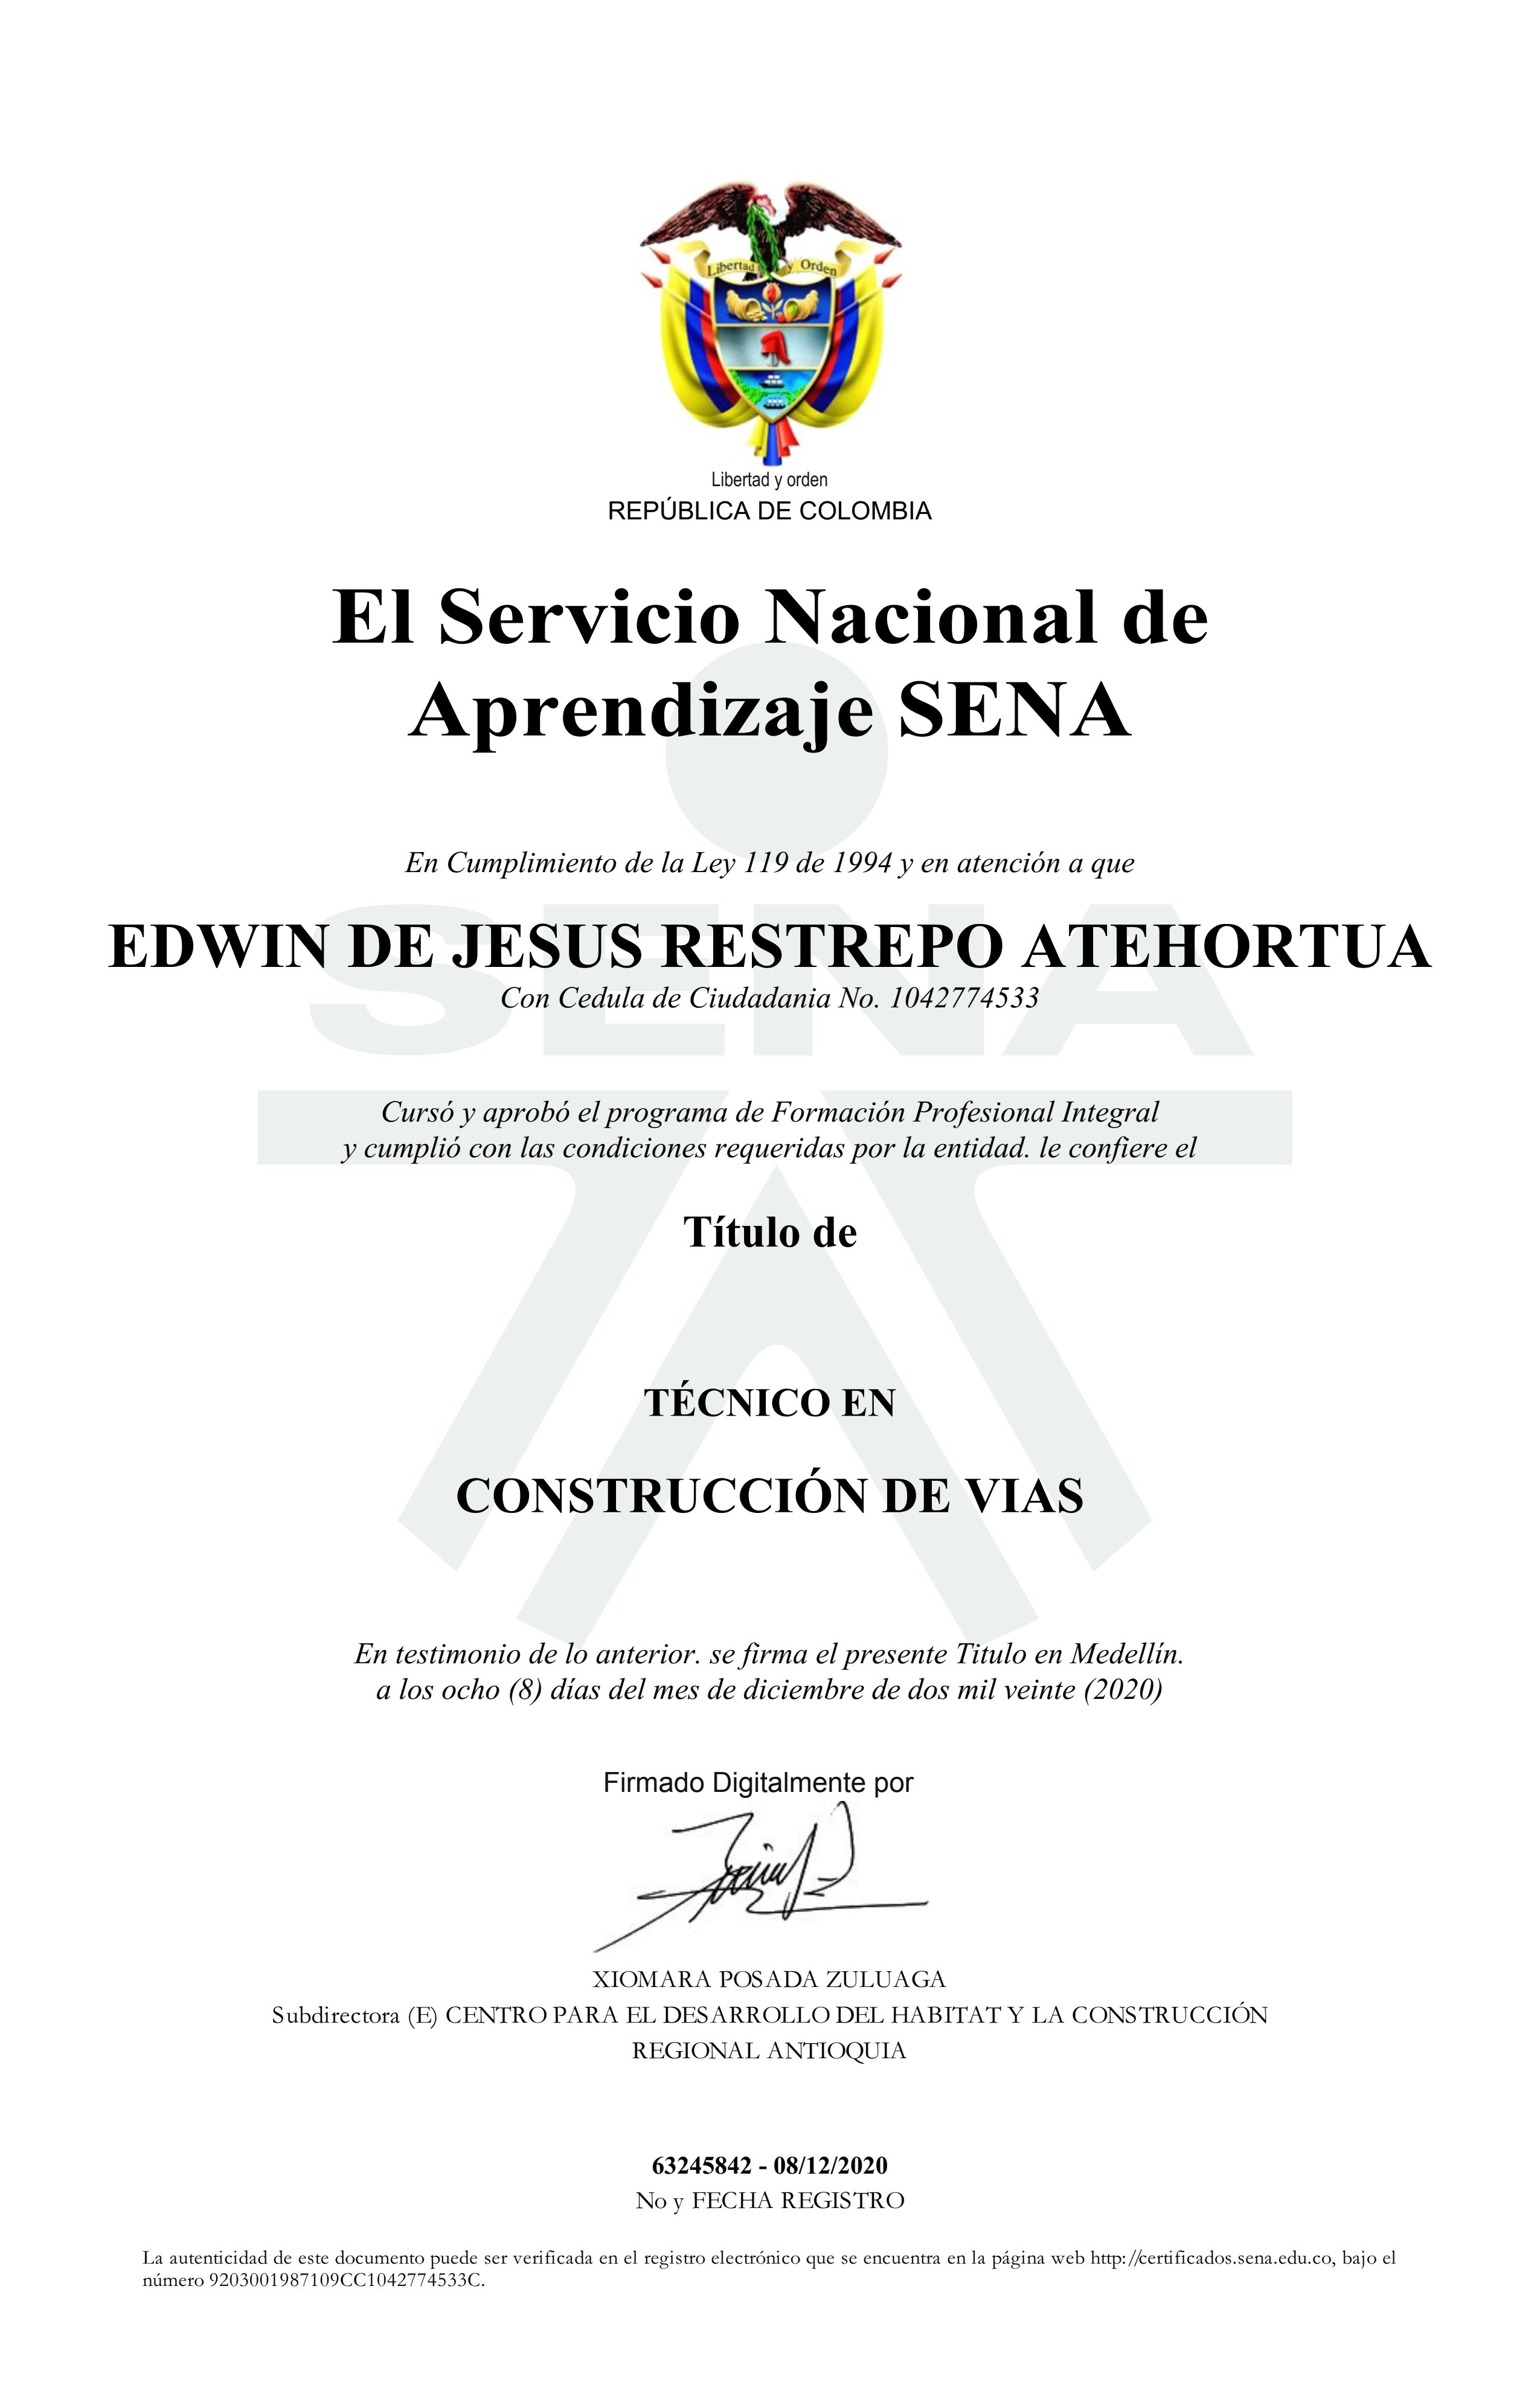 Libertad y Orden
Libertad y orden
REPÚBLICA DE COLOMBIA
El Servicio Nacional de
Aprendizaje SENA
En Cumplimiento de la Ley 119 de 1994 y en atención a que
SENA
EDWIN DE JESUS RESTREPO ATEHORTUA
Con Cedula de Ciudadania No. 1042774533
Cursó y aprobó el programa de Formación Profesional Integral
y cumplió con las condiciones requeridas por la entidad. le confiere el
Título de
TÉCNICO EN
CONSTRUCCIÓN DE VIAS
En testimonio de lo anterior. se firma el presente Titulo en Medellín.
a los ocho (8) días del mes de diciembre de dos mil veinte (2020)
Firmado Digitalmente por
XIOMARA POSADA ZULUAGA
Subdirectora (E) CENTRO PARA EL DESARROLLO DEL HABITAT Y LA CONSTRUCCIÓN
REGIONAL ANTIOQUIA
63245842 - 08/12/2020
No y FECHA REGISTRO
La autenticidad de este documento puede ser verificada en el registro electrónico que se encuentra en la página web http://certificados.sena.edu.co, bajo el
número 9203001987109CC1042774533C.